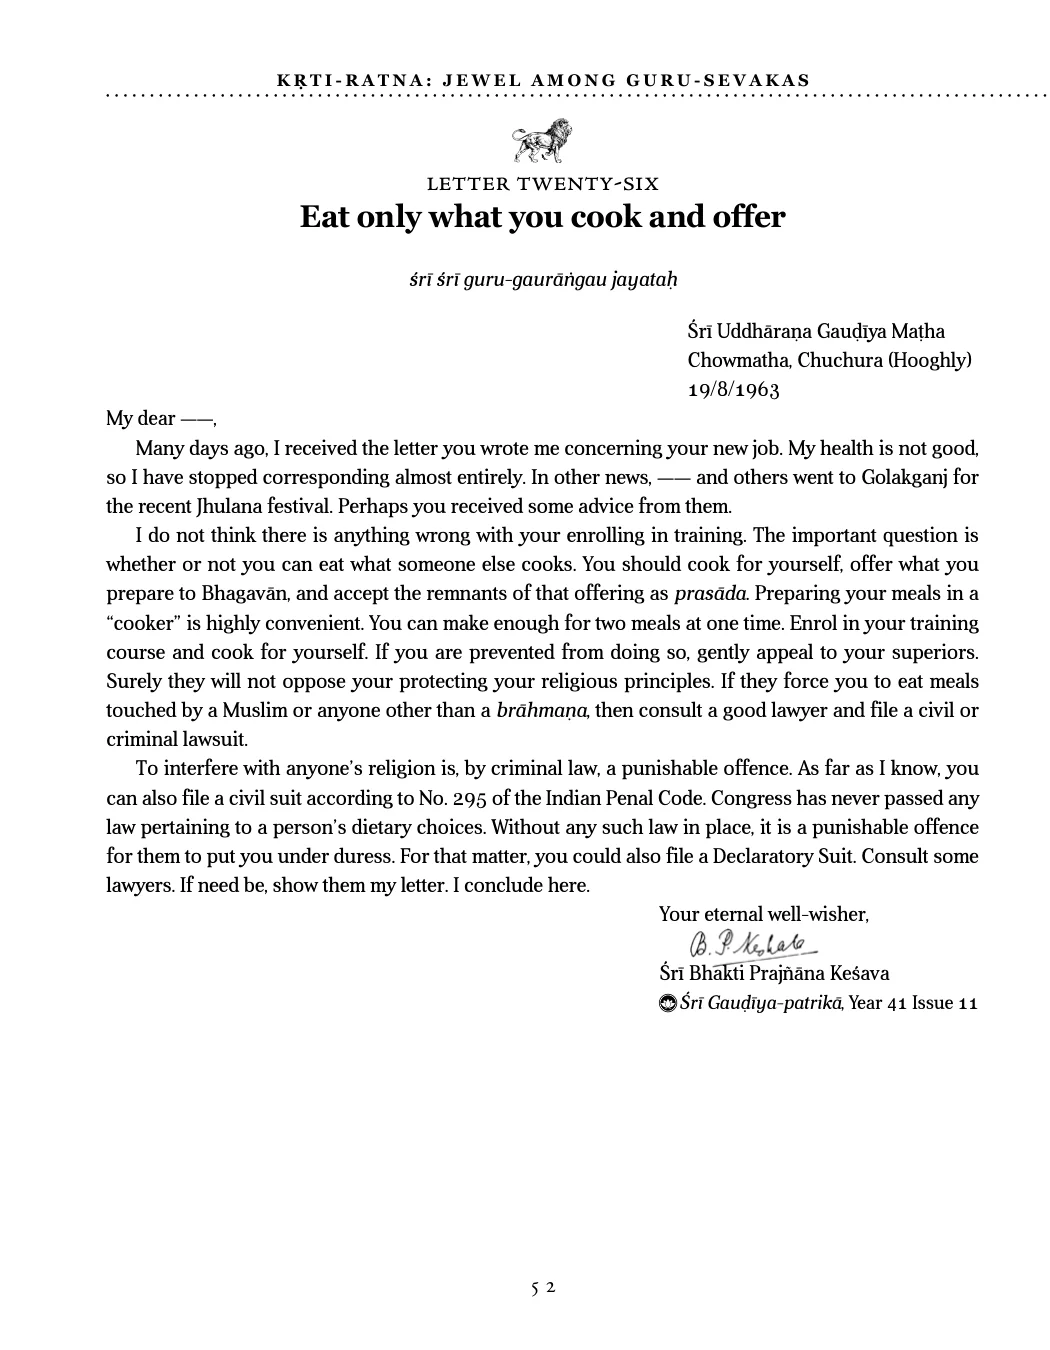 KṚTI-RATNA: JEWEL AMONG GURU-SEVAKAS
LETTER TWENTY-SIX
Eat only what you cook and offer
śrī śrī guru-gaurāṅgau jayataḥ
Śrī Uddhāraṇa Gauḍīya Maṭha
Chowmatha, Chuchura (Hooghly)
19/8/1963
My dear ——,
Many days ago, I received the letter you wrote me concerning your new job. My health is not good,
so I have stopped corresponding almost entirely. In other news, —— and others went to Golakganj for
the recent Jhulana festival. Perhaps you received some advice from them.
I do not think there is anything wrong with your enrolling in training. The important question is
whether or not you can eat what someone else cooks. You should cook for yourself, offer what you
prepare to Bhagavān, and accept the remnants of that offering as prasāda. Preparing your meals in a
“cooker” is highly convenient. You can make enough for two meals at one time. Enrol in your training
course and cook for yourself. If you are prevented from doing so, gently appeal to your superiors.
Surely they will not oppose your protecting your religious principles. If they force you to eat meals
touched by a Muslim or anyone other than a brāhmaṇa, then consult a good lawyer and file a civil or
criminal lawsuit.
To interfere with anyone’s religion is, by criminal law, a punishable offence. As far as I know, you
can also file a civil suit according to No. 295 of the Indian Penal Code. Congress has never passed any
law pertaining to a person’s dietary choices. Without any such law in place, it is a punishable offence
for them to put you under duress. For that matter, you could also file a Declaratory Suit. Consult some
lawyers. If need be, show them my letter. I conclude here.
Your eternal well-wisher,
B. P. Keshab
Śrī Bhakti Prajñāna Keśava
Śrī Gauḍīya-patrikā, Year 41 Issue 11
52